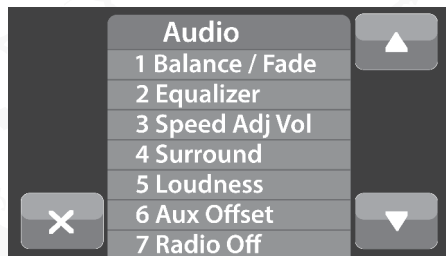 Audio
1 Balance / Fade
2 Equalizer
3 Speed Adj Vol
4 Surround
5 Loudness
6 Aux Offset
7 Radio Off